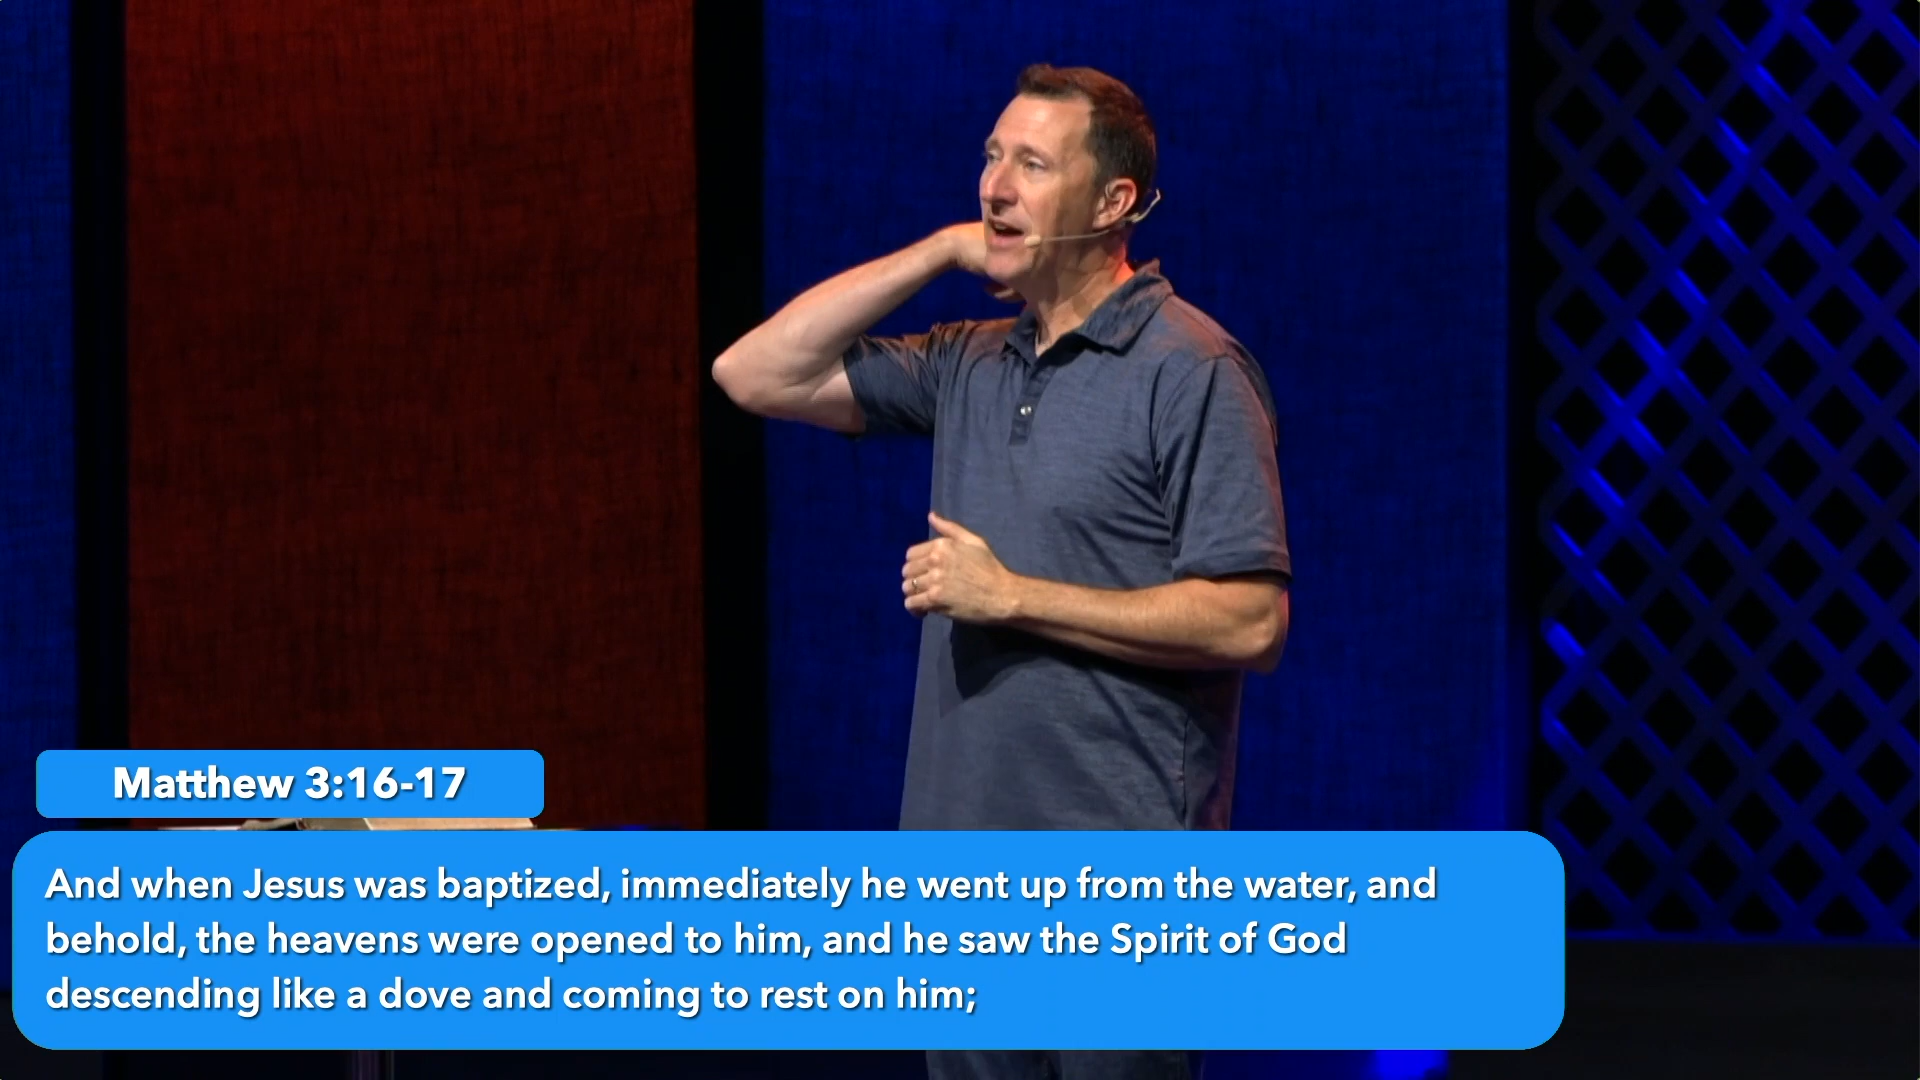 Matthew 3:16-17
And when Jesus was baptized, immediately he went up from the water, and
behold, the heavens were opened to him, and he saw the Spirit of God
descending like a dove and coming to rest on him;